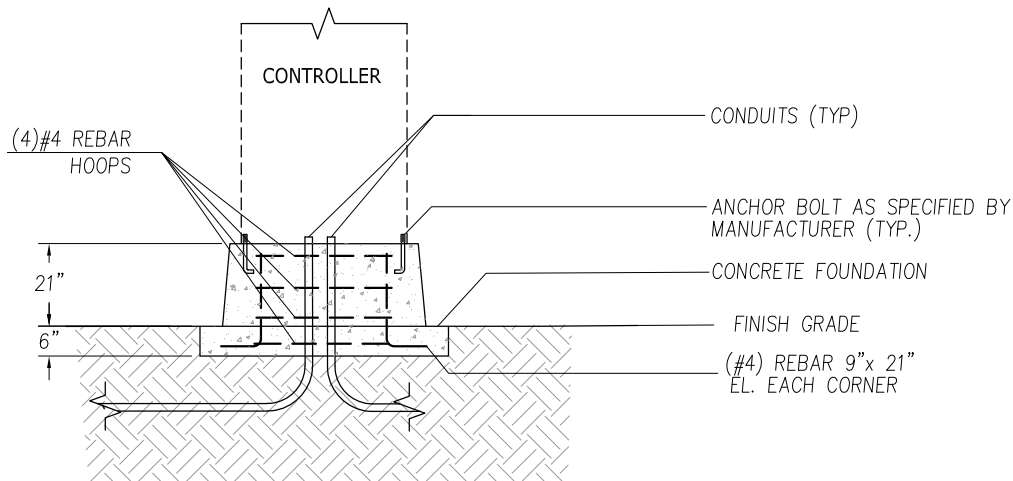 CONTROLLER
(4)#4 REBAR
HOOPS
CONDUITS (TYP)
ANCHOR BOLT AS SPECIFIED BY
MANUFACTURER (TYP.)
CONCRETE FOUNDATION
21"
FINISH GRADE
6"
(#4) REBAR 9"x 21"
EL. EACH CORNER